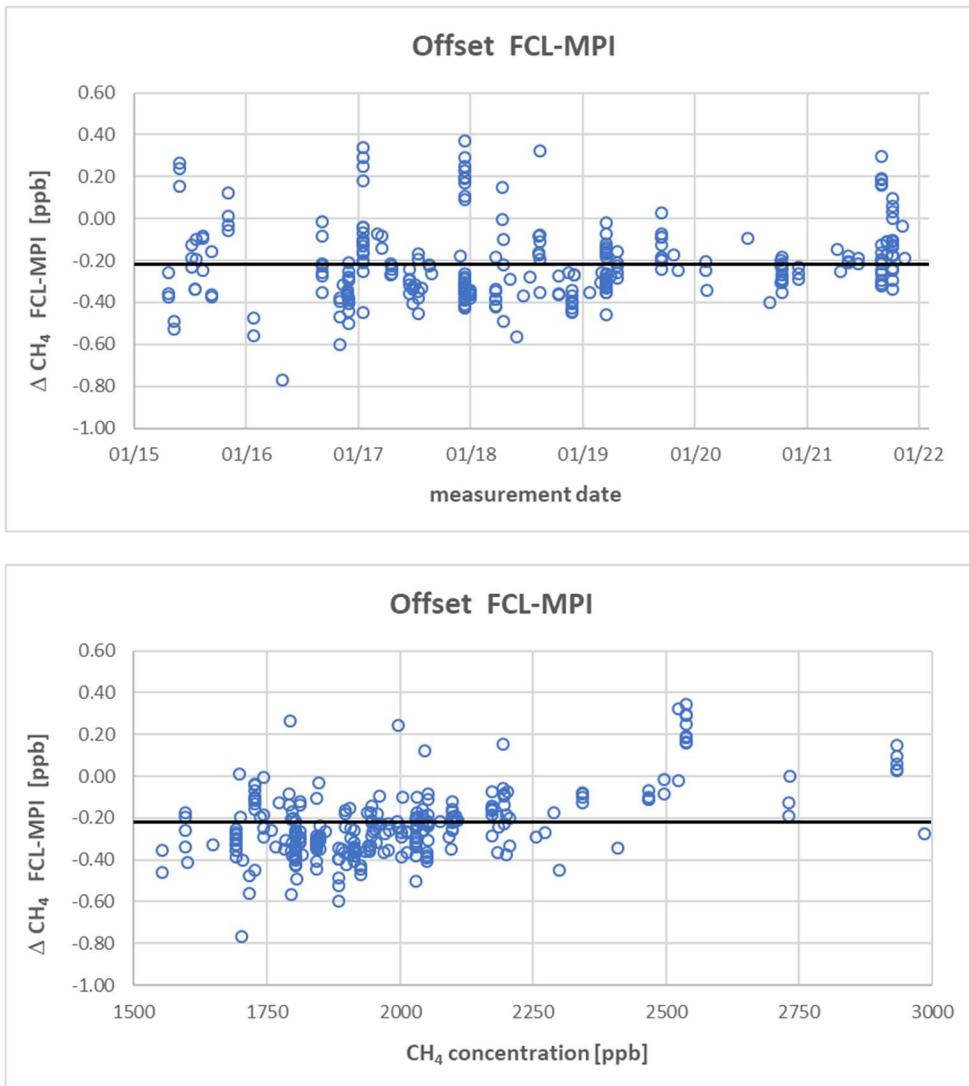 Offset FCL-MPI
0.60
0.40
0.20
0.00
-0.20
-0.40
-0.60
-0.80
-1.00
Δ CH₄ FCL-MPI [ppb]
01/15 01/16 01/17 01/18 01/19 01/20 01/21 01/22
measurement date
Offset FCL-MPI
0.60
0.40
0.20
0.00
-0.20
-0.40
-0.60
-0.80
-1.00
Δ CH₄ FCL-MPI [ppb]
1500 1750 2000 2250 2500 2750 3000
CH₄ concentration [ppb]